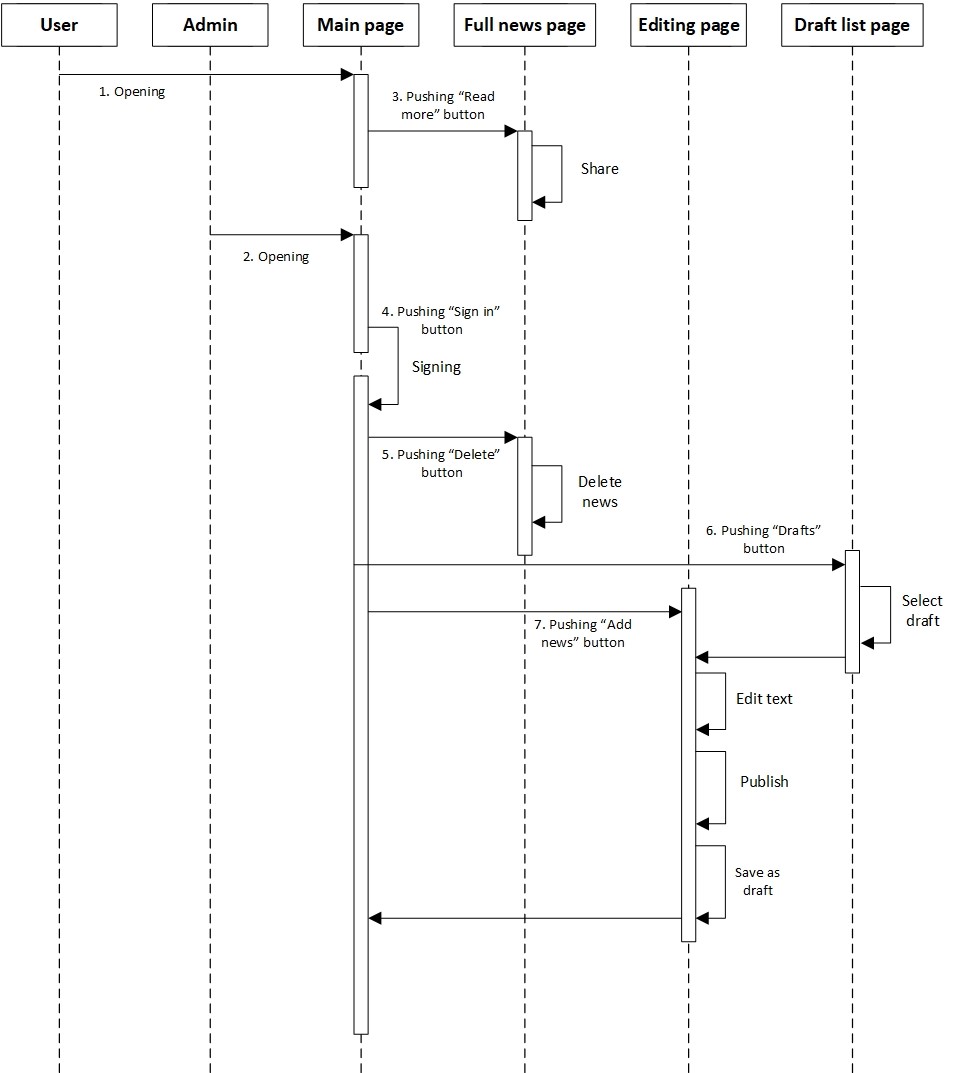 User
Admin
Main page
Full news page
Editing page
Draft list page
1. Opening
3. Pushing “Read
more” button
Share
2. Opening
4. Pushing “Sign in”
button
Signing
5. Pushing “Delete”
button
Delete
news
6. Pushing “Drafts”
button
Select
draft
7. Pushing “Add
news” button
Edit text
Publish
Save as
draft